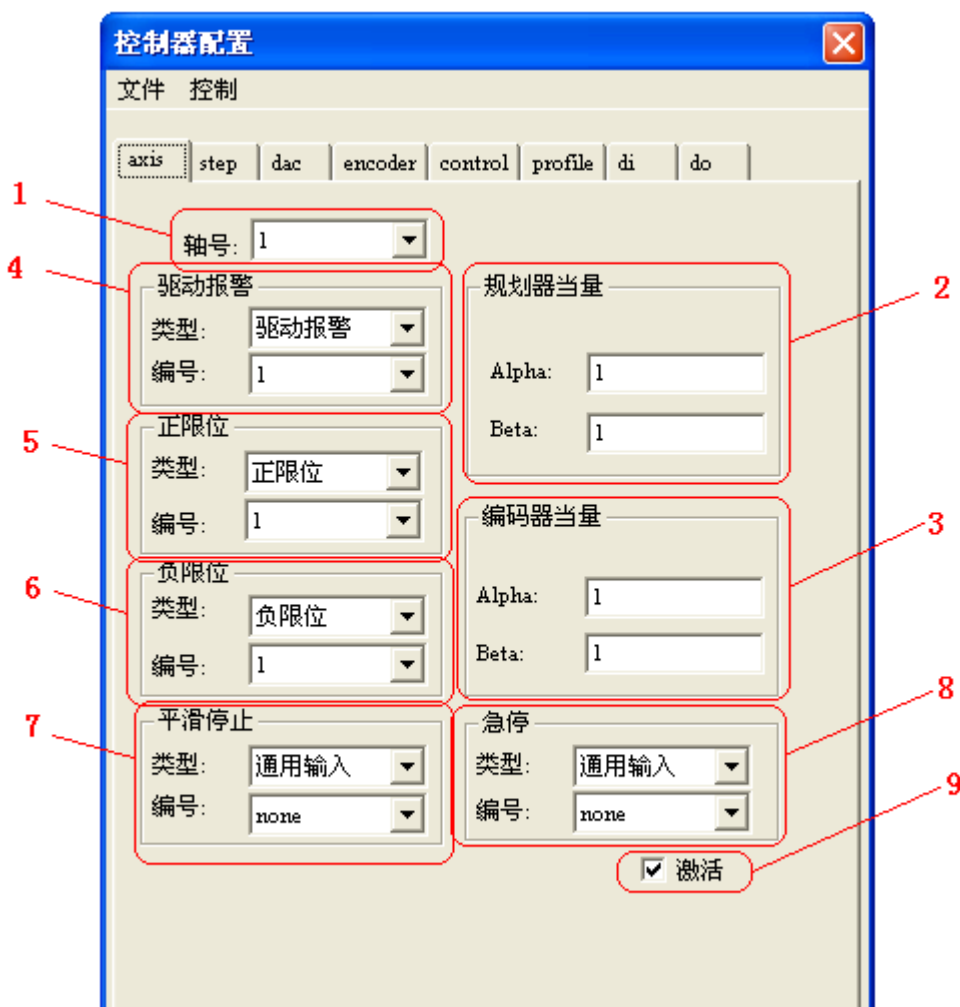 控制器配置
文件 控制
axis step dac encoder control profile di do
1
轴号: 1
4
驱动报警
类型: 驱动报警
编号: 1
规划器当量
Alpha: 1
Beta: 1
2
5
正限位
类型: 正限位
编号: 1
编码器当量
Alpha: 1
Beta: 1
3
6
负限位
类型: 负限位
编号: 1
7
平滑停止
类型: 通用输入
编号: none
急停
类型: 通用输入
编号: none
8
9
激活